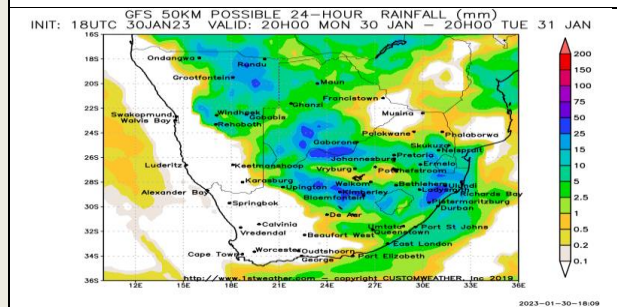 GFS 50KM POSSIBLE 24-HOUR RAINFALL (mm)
INIT: 18UTC 30JAN23 VALID: 20H00 MON 30 JAN - 20H00 TUE 31 JAN
16S
18S
20S
22S
24S
26S
28S
30S
32S
34S
36S
Ondangwa
Rundu
Grootfontein
Maun
Francistown
Ghanzi
Musina
Swakopmund
Walvis Bay
Windhoek
Gobabis
Rehoboth
Polokwane
Phalaborwa
Gaborone
Skukuza
Nelspruit
Pretoria
Johannesburg
Ermelo
Luderitz
Keetmanshoop
Vryburg
Potchefstroom
Karasburg
Upington
Welkom
Bethlehem
Ulundi
Kimberley
Ladysmith
Alexander Bay
Bloemfontein
Richards Bay
Pietermaritzburg
Springbok
Durban
De Aar
Calvinia
Umtata
Port St Johns
Vredendal
Beaufort West
Queenstown
East London
Cape Town
Worcester
Oudtshoorn
George
Port Elizabeth
http://www.1stweather.com - copyright CUSTOMWEATHER, Inc 2019
12E 15E 18E 21E 24E 27E 30E 33E 36E
200
150
100
75
50
25
15
10
5
2.5
1
0.5
0.2
0.1
2023-01-30-18:09